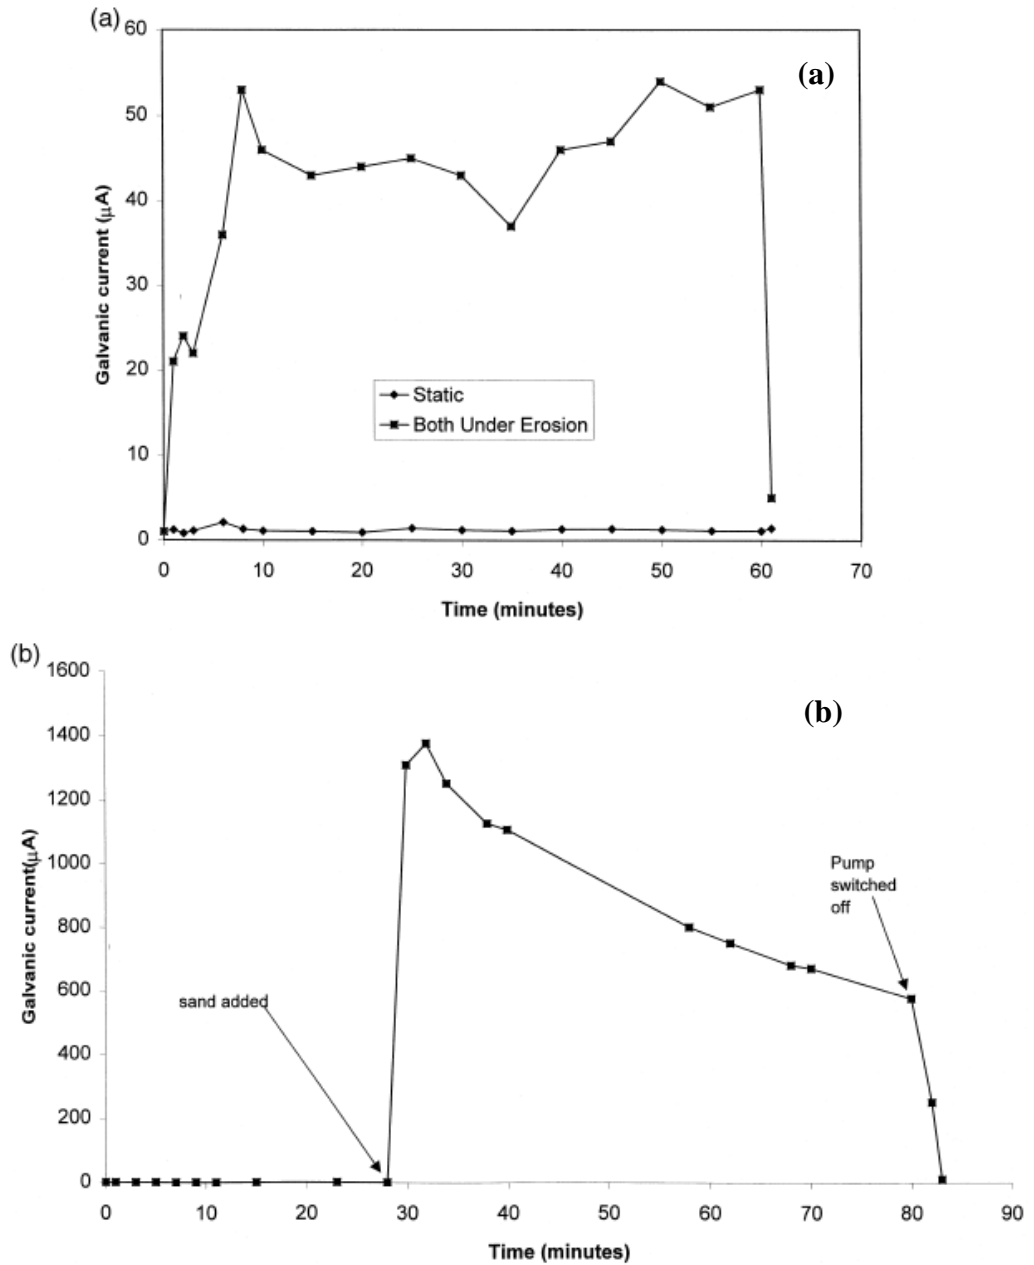 (a)
60
(a)
50
40
30
20
10
0
Galvanic current (µA)
Static
Both Under Erosion
0 10 20 30 40 50 60 70
Time (minutes)
(b)
1600
(b)
1400
1200
1000
800
600
400
200
0
Galvanic current(µA)
Pump
switched
off
sand added
0 10 20 30 40 50 60 70 80 90
Time (minutes)